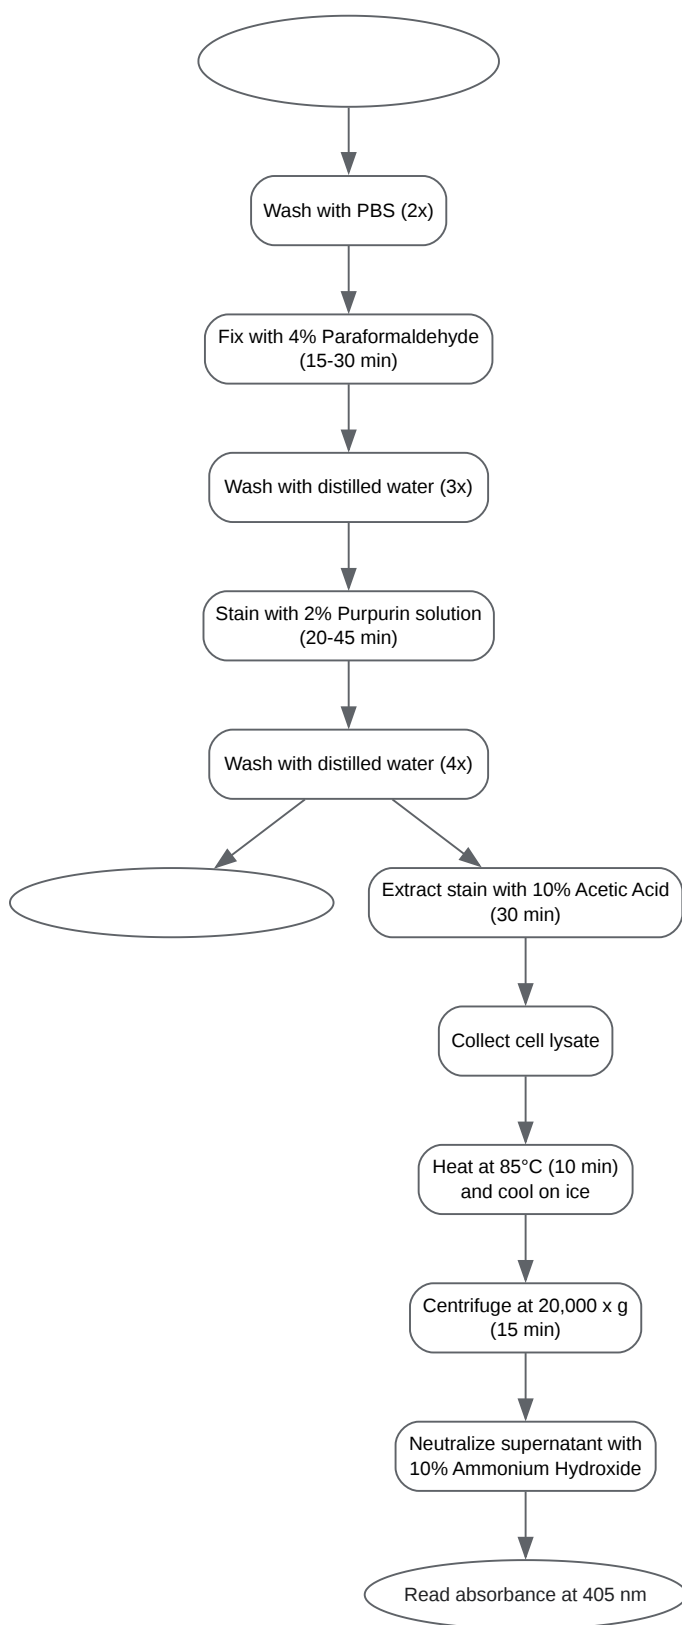 Wash with PBS (2x)
Fix with 4% Paraformaldehyde
(15-30 min)
Wash with distilled water (3x)
Stain with 2% Purpurin solution
(20-45 min)
Wash with distilled water (4x)
Extract stain with 10% Acetic Acid
(30 min)
Collect cell lysate
Heat at 85°C (10 min)
and cool on ice
Centrifuge at 20,000 x g
(15 min)
Neutralize supernatant with
10% Ammonium Hydroxide
Read absorbance at 405 nm